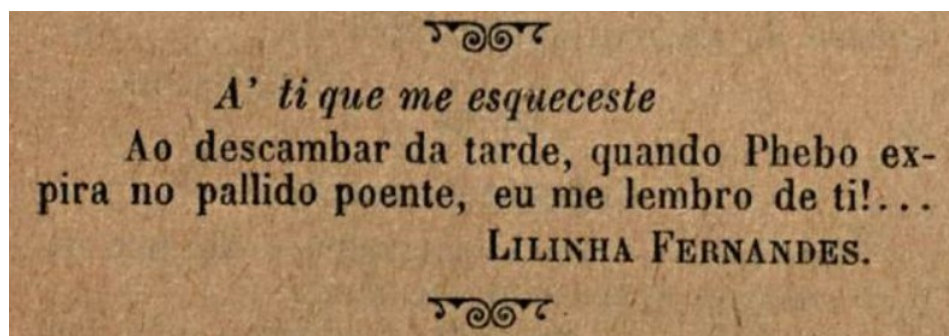 A' ti que me esqueceste
Ao descambar da tarde, quando Phebo ex-
pira no pallido poente, eu me lembro de ti!...
LILINHA FERNANDES.